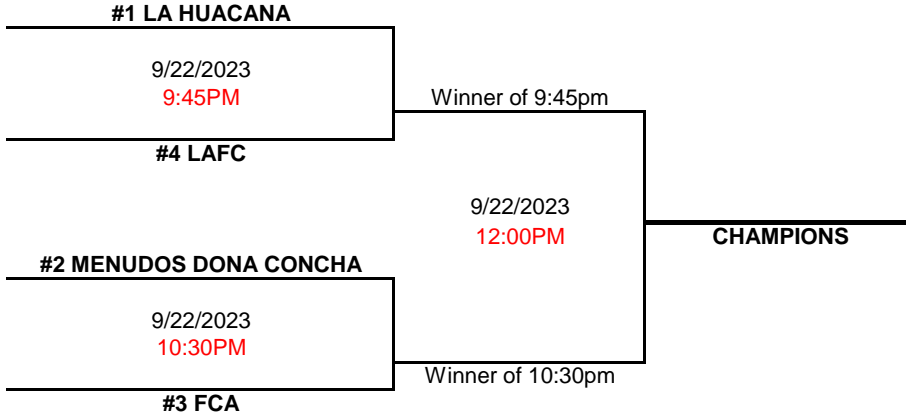 #1 LA HUACANA
9/22/2023
9:45PM
Winner of 9:45pm
#4 LAFC
9/22/2023
12:00PM
CHAMPIONS
#2 MENUDOS DONA CONCHA
9/22/2023
10:30PM
Winner of 10:30pm
#3 FCA